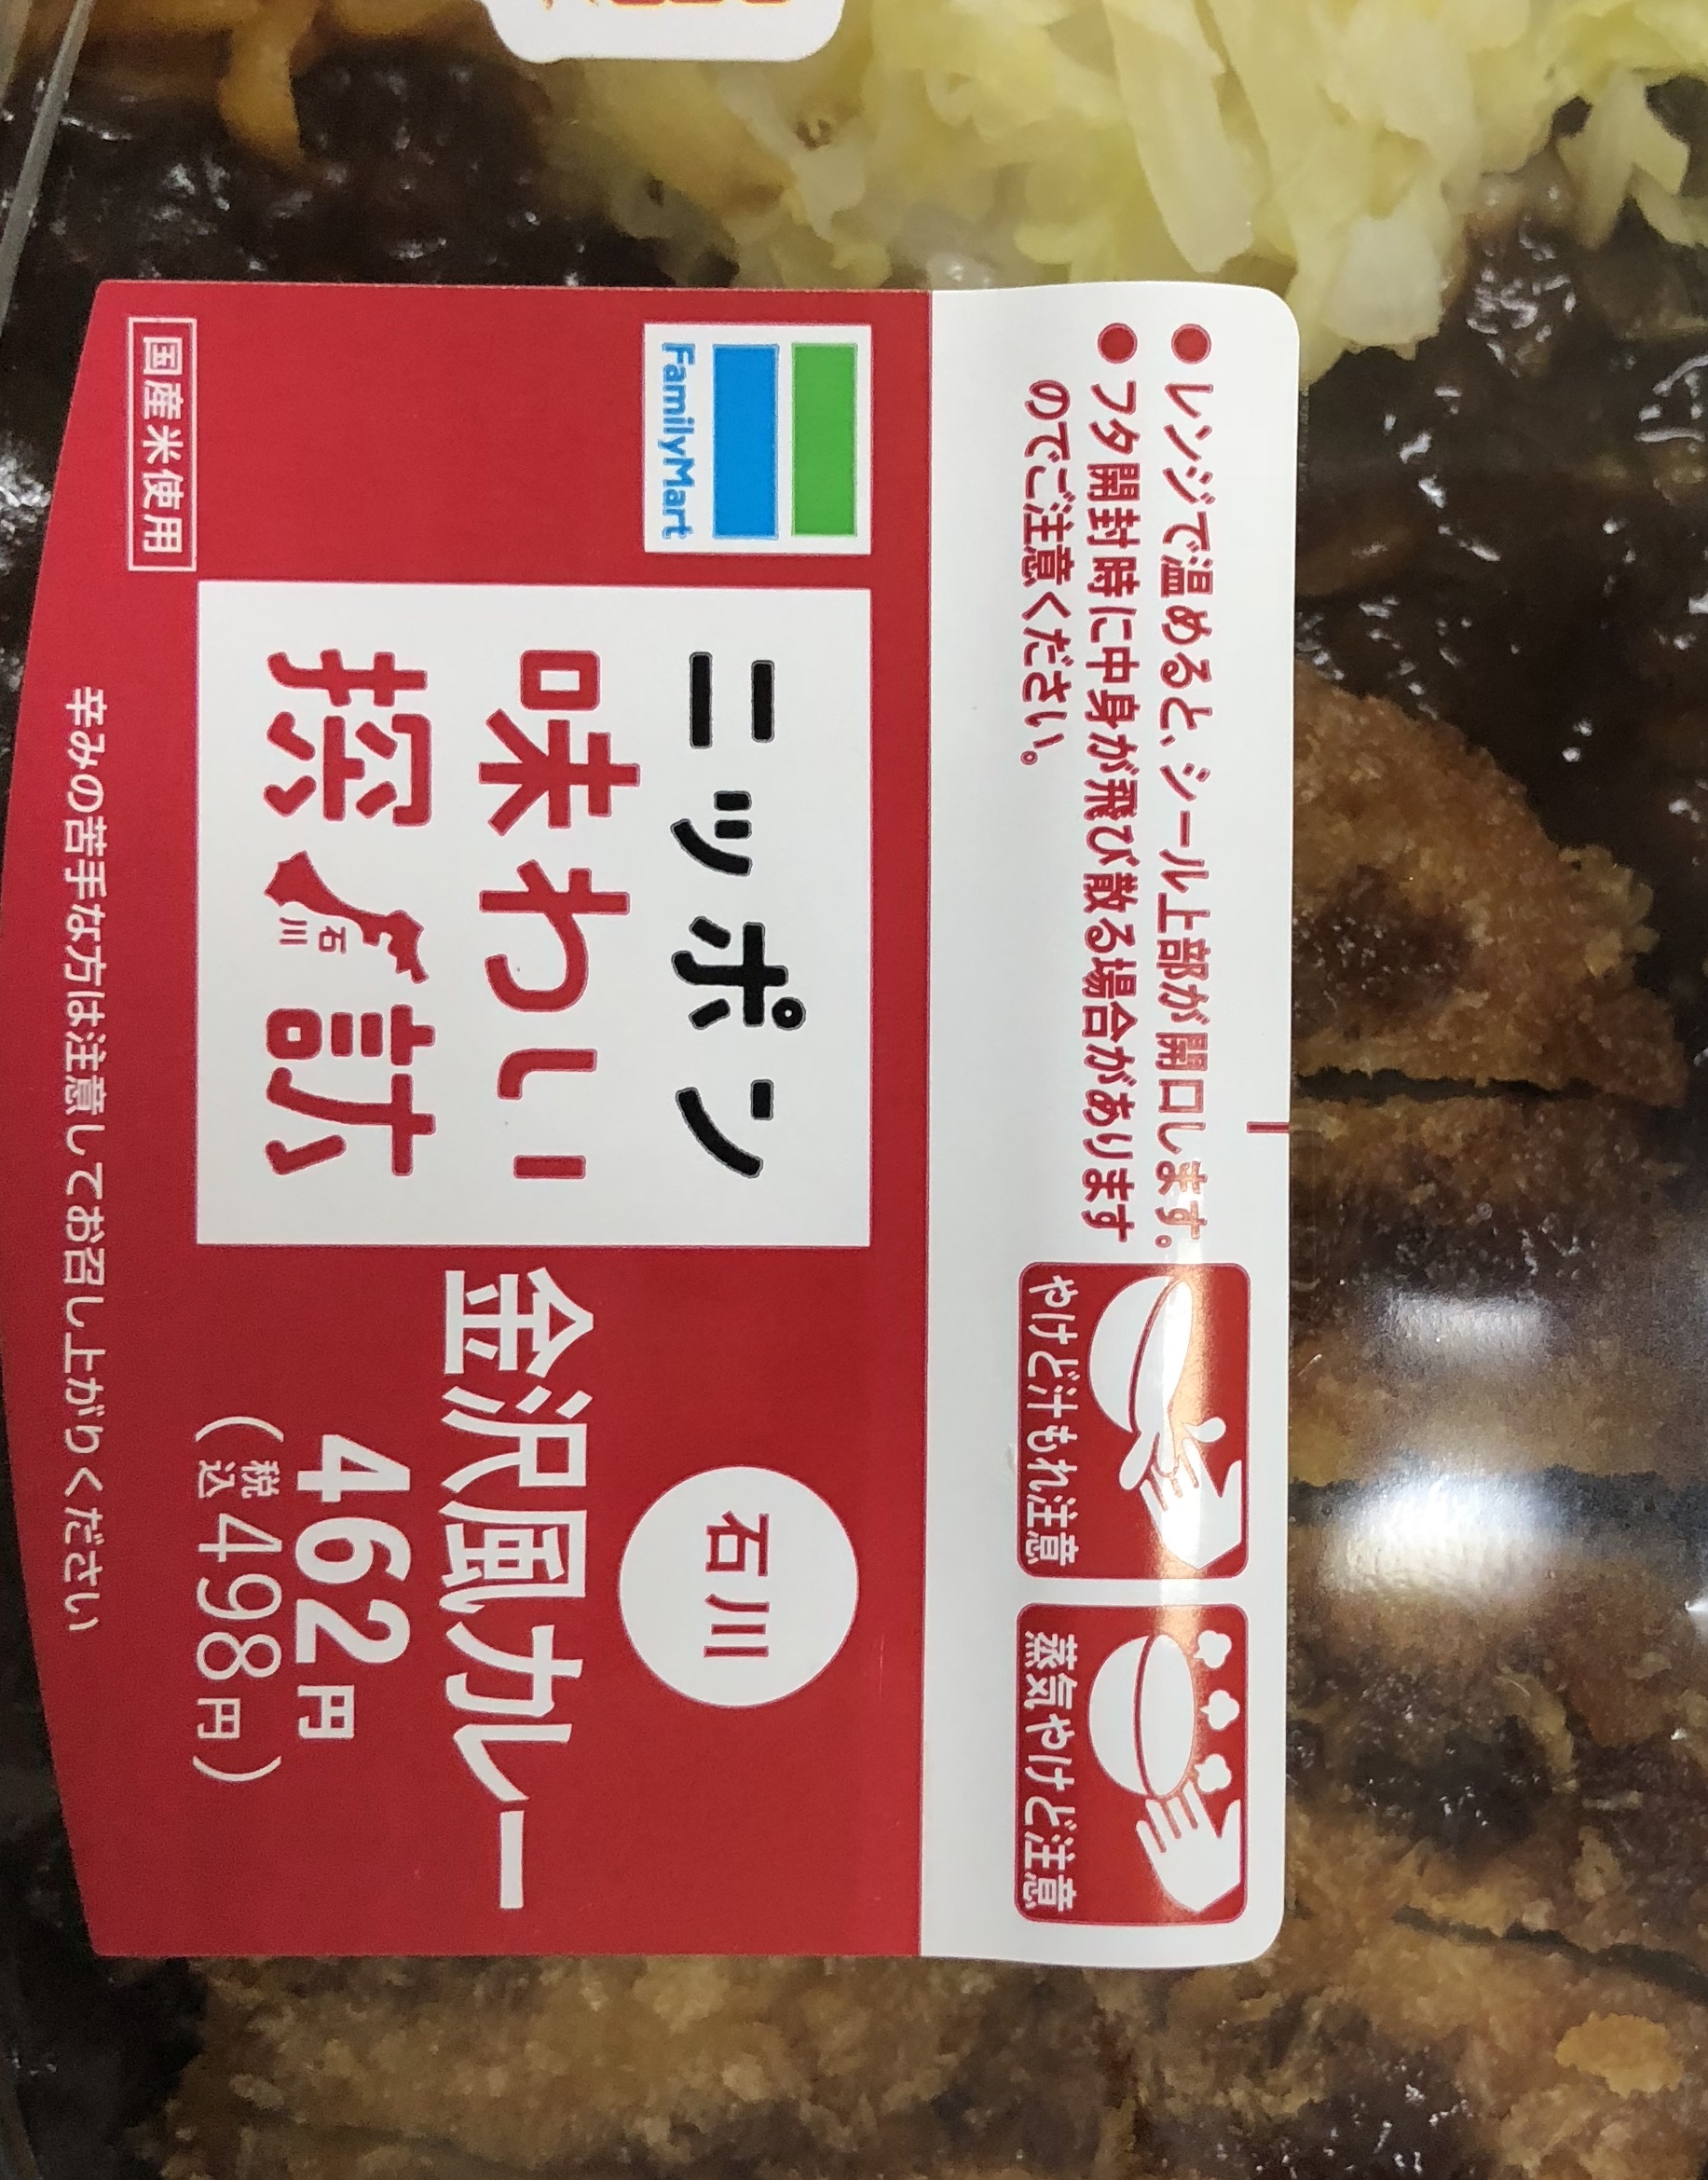 ●レンジで温めると、シール上部が開口します。
●フタ開封時に中身が飛び散る場合があります
のでご注意ください。
やけど汁もれ注意
蒸気やけど注意
FamilyMart
ニッポン
味わい
探訪
石川
石川
金沢風カレー
462円
(税込498円)
国産米使用
辛みの苦手な方は注意してお召し上がりください